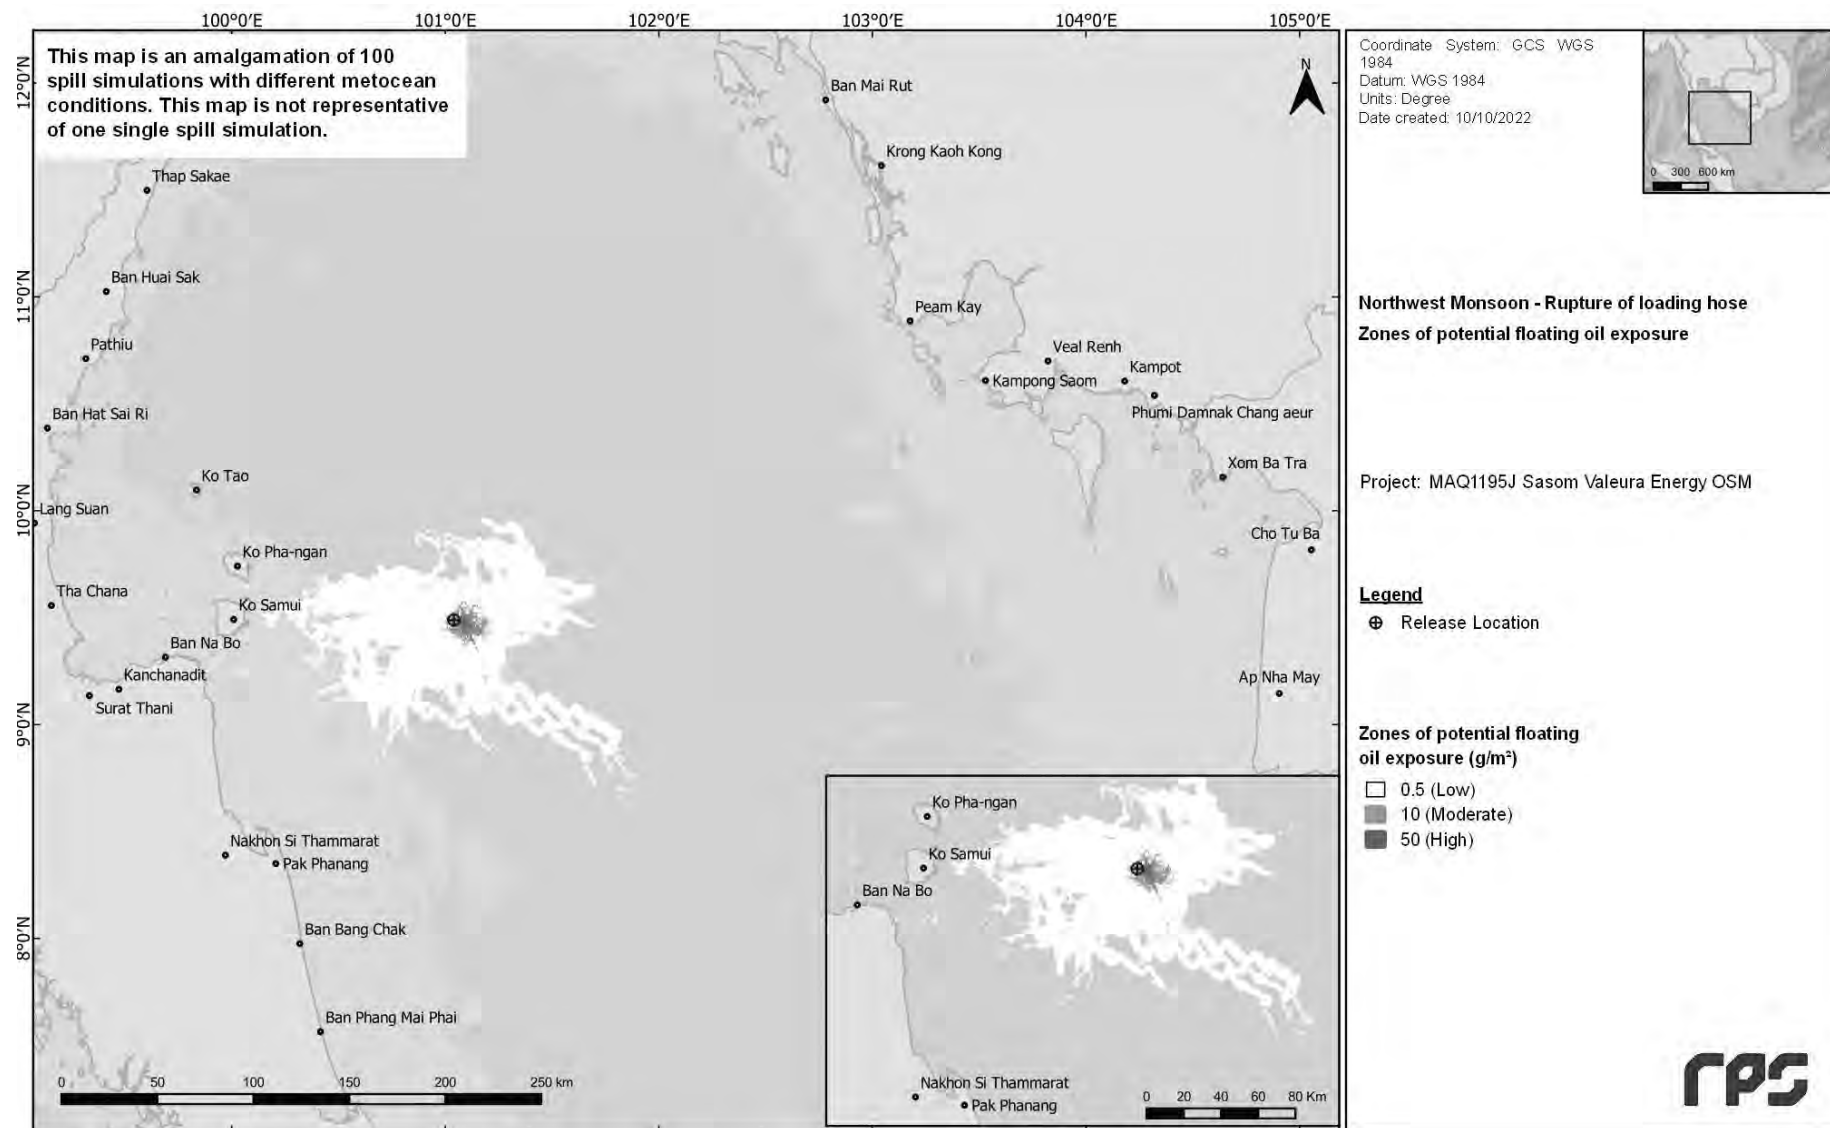 100°0'E
101°0'E
102°0'E
103°0'E
104°0'E
105°0'E
12°0'N
11°0'N
10°0'N
9°0'N
8°0'N
This map is an amalgamation of 100
spill simulations with different metocean
conditions. This map is not representative
of one single spill simulation.
N
Ban Mai Rut
Krong Kaoh Kong
Thap Sakae
Ban Huai Sak
Peam Kay
Pathiu
Veal Renh
Kampot
Kampong Saom
Ban Hat Sai Ri
Phumi Damnak Chang aeur
Xom Ba Tra
Ko Tao
Lang Suan
Cho Tu Ba
Ko Pha-ngan
Tha Chana
Ko Samui
Ban Na Bo
Kanchanadit
Surat Thani
Ap Nha May
Nakhon Si Thammarat
Pak Phanang
Ban Bang Chak
Ban Phang Mai Phai
0 50 100 150 200 250 km
Ko Pha-ngan
Ko Samui
Ban Na Bo
Nakhon Si Thammarat
Pak Phanang
0 20 40 60 80 Km
Coordinate System: GCS WGS
1984
Datum: WGS 1984
Units: Degree
Date created: 10/10/2022
0 300 600 km
Northwest Monsoon - Rupture of loading hose
Zones of potential floating oil exposure
Project: MAQ1195J Sasom Valeura Energy OSM
Legend
Release Location
Zones of potential floating
oil exposure (g/m²)
0.5 (Low)
10 (Moderate)
50 (High)
rps